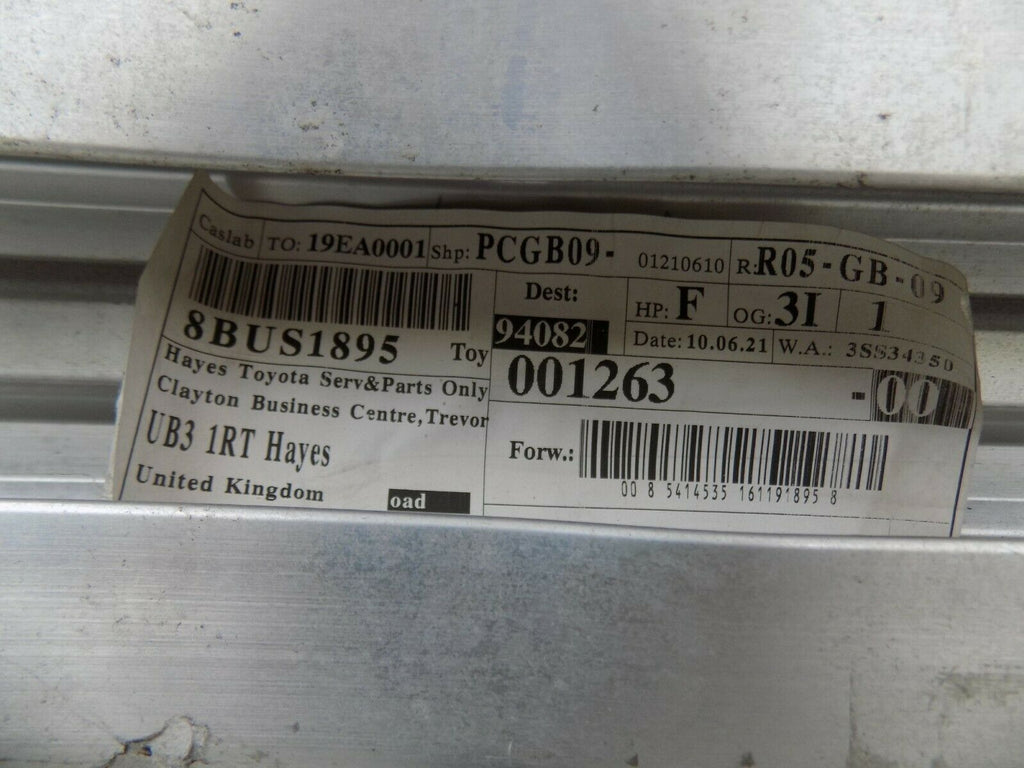 Caslab TO: 19EA0001 Shp: PCGB09- 01210610 R:R05-GB-09
Dest: HP: F OG: 3I 1
8BUS1895 Toy 94082 Date: 10.06.21 W.A.: 3SS34350
Hayes Toyota Serv&Parts Only 001263 -00
Clayton Business Centre,Trevor
UB3 1RT Hayes Forw.:
United Kingdom oad 00 8 5414535 161191895 8